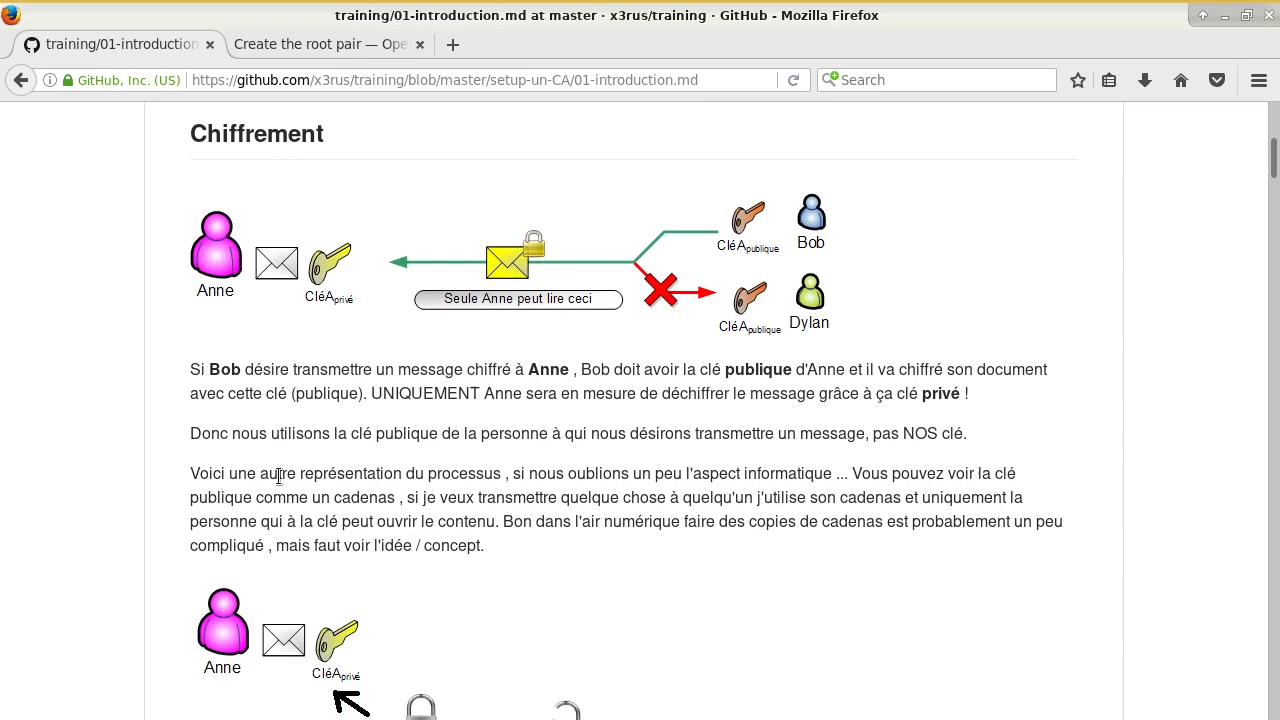 training/01-introduction.md at master · x3rus/training · GitHub - Mozilla Firefox
training/01-introduction
Create the root pair — Ope
GitHub, Inc. (US)
https://github.com/x3rus/training/blob/master/setup-un-CA/01-introduction.md
Search
Chiffrement
Anne
CléAprivé
Seule Anne peut lire ceci
CléApublique
Bob
CléApublique
Dylan
Si Bob désire transmettre un message chiffré à Anne , Bob doit avoir la clé publique d'Anne et il va chiffré son document
avec cette clé (publique). UNIQUEMENT Anne sera en mesure de déchiffrer le message grâce à ça clé privé !
Donc nous utilisons la clé publique de la personne à qui nous désirons transmettre un message, pas NOS clé.
Voici une autre représentation du processus , si nous oublions un peu l'aspect informatique ... Vous pouvez voir la clé
publique comme un cadenas , si je veux transmettre quelque chose à quelqu'un j'utilise son cadenas et uniquement la
personne qui à la clé peut ouvrir le contenu. Bon dans l'air numérique faire des copies de cadenas est probablement un peu
compliqué , mais faut voir l'idée / concept.
Anne
CléAprivé